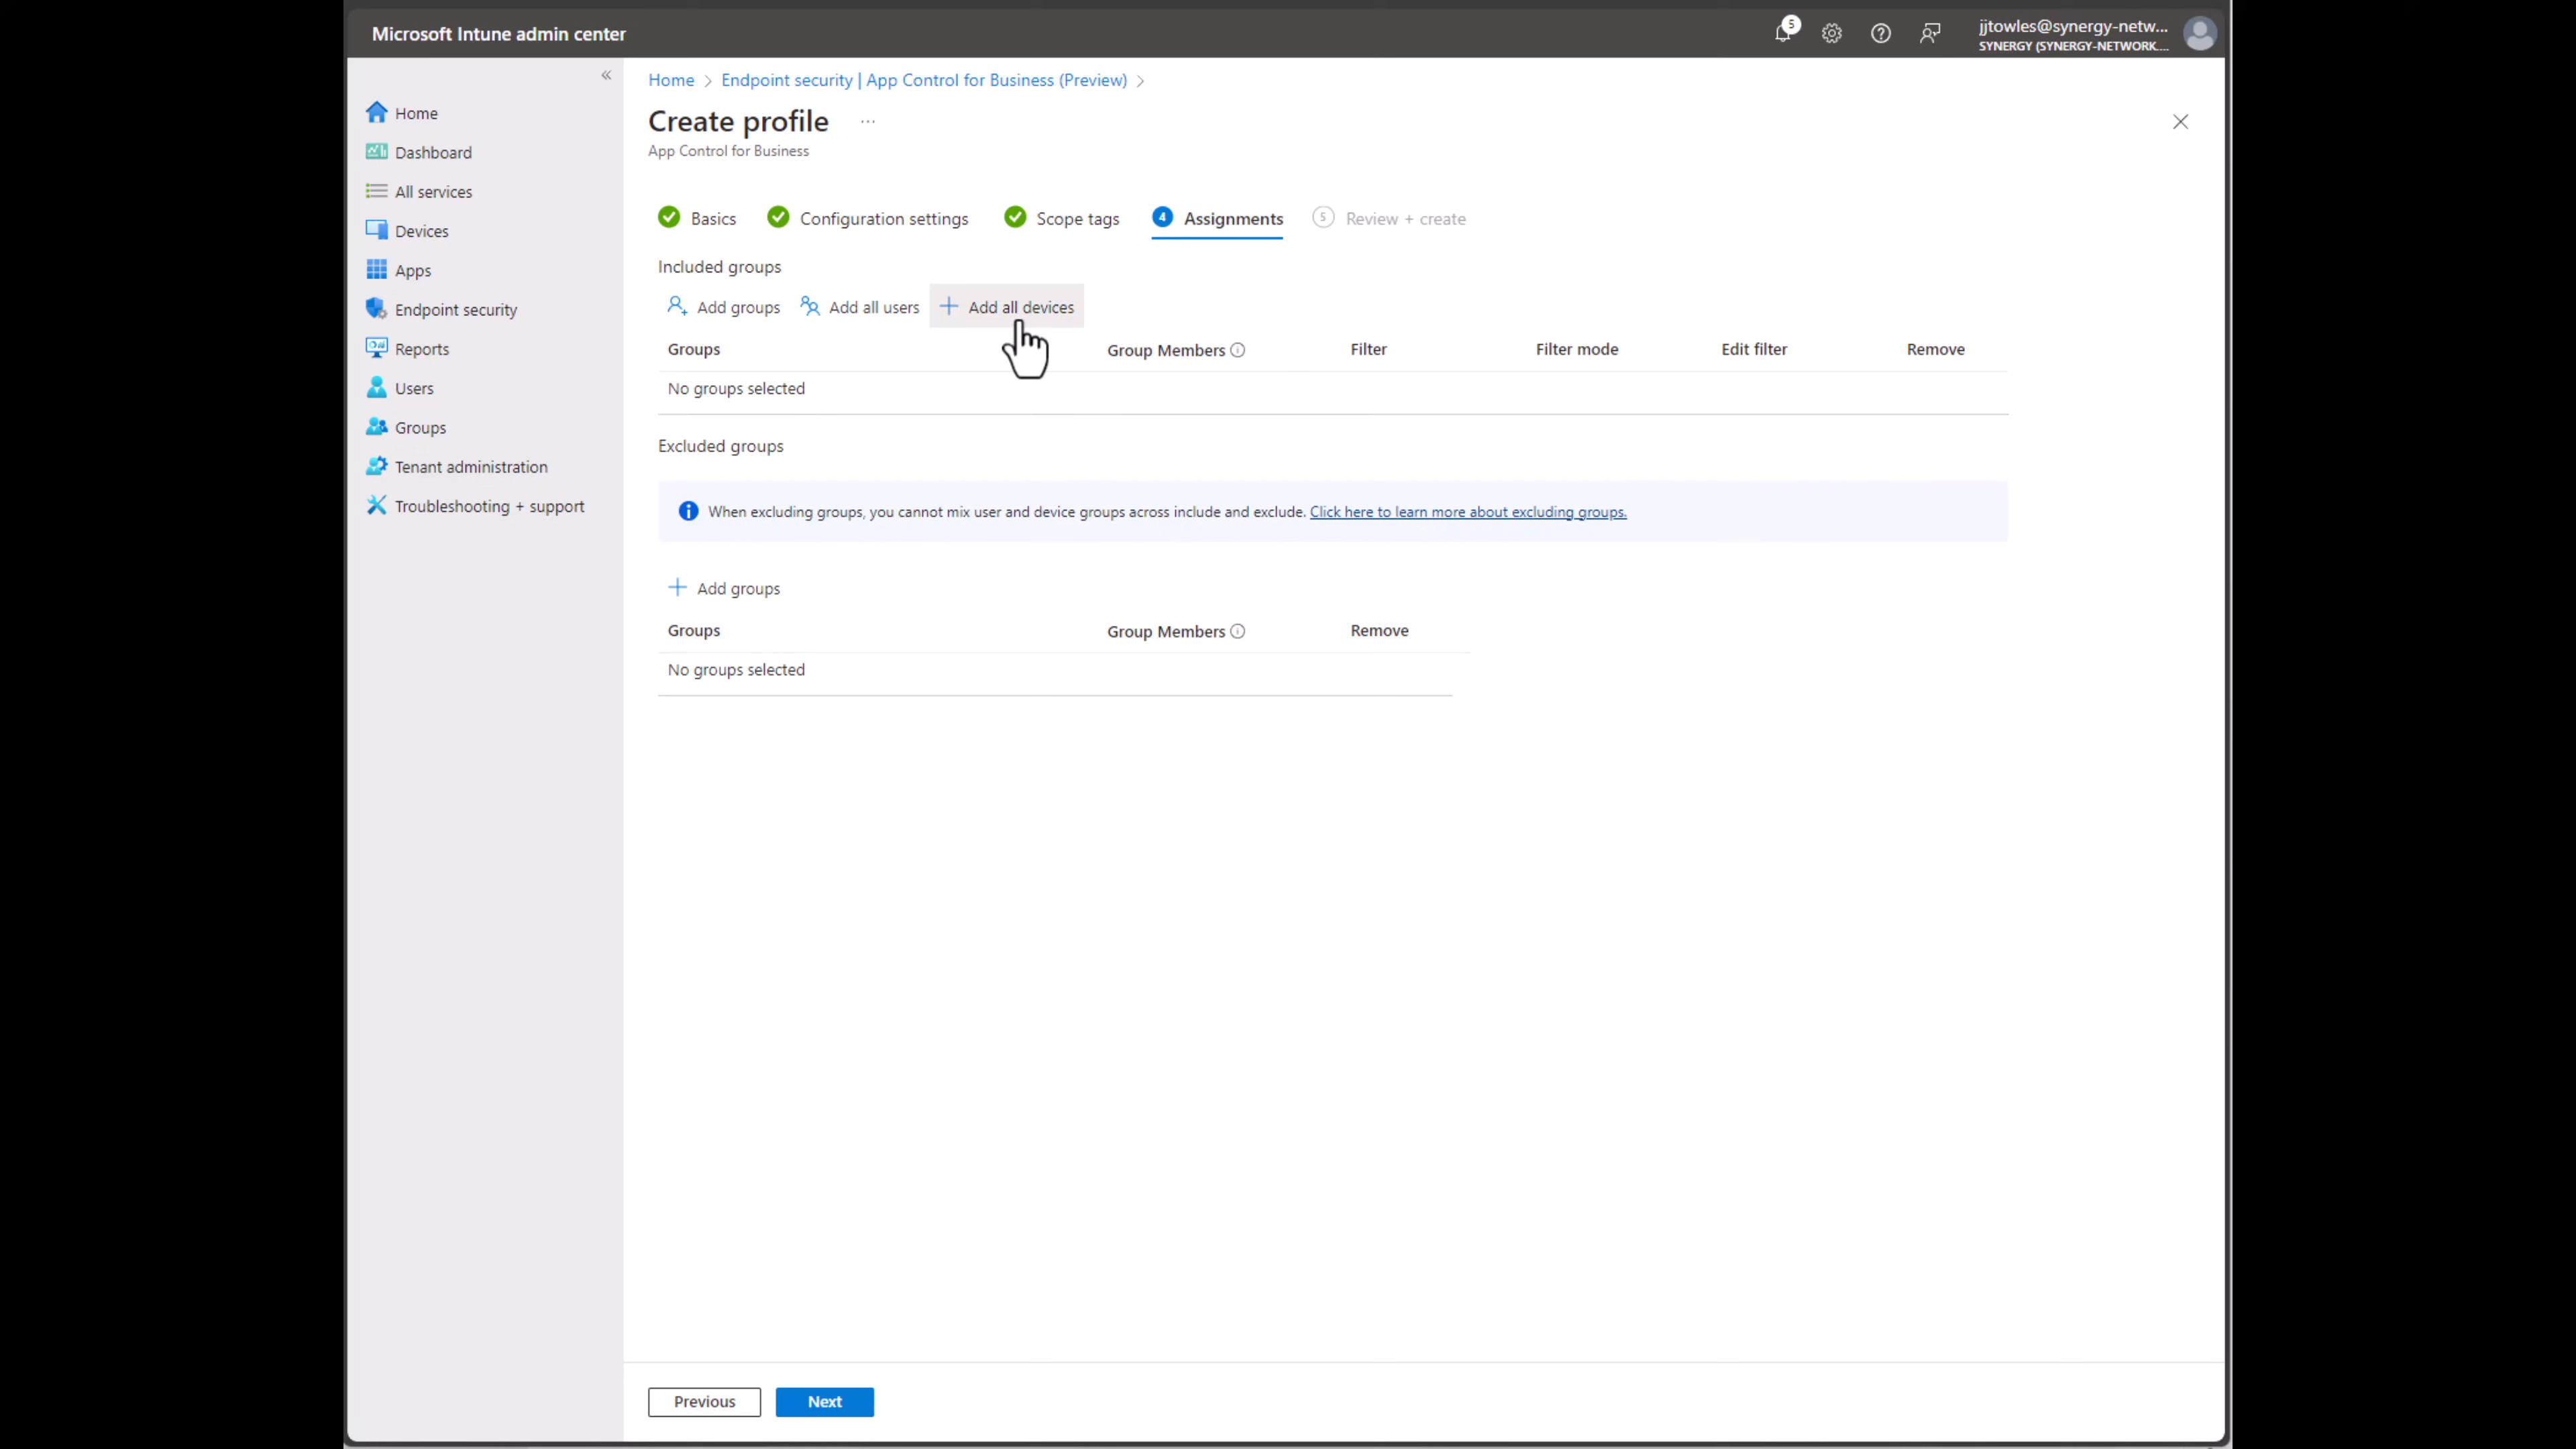 Microsoft Intune admin center
5
jjtowles@synergy-netw...
SYNERGY (SYNERGY-NETWORK....
«
Home
Dashboard
All services
Devices
Apps
Endpoint security
Reports
Users
Groups
Tenant administration
Troubleshooting + support
Home > Endpoint security | App Control for Business (Preview) >
Create profile ...
App Control for Business
Basics Configuration settings Scope tags 4 Assignments 5 Review + create
Included groups
Add groups Add all users + Add all devices
Groups Group Members Filter Filter mode Edit filter Remove
No groups selected
Excluded groups
When excluding groups, you cannot mix user and device groups across include and exclude. Click here to learn more about excluding groups.
+ Add groups
Groups Group Members Remove
No groups selected
Previous Next